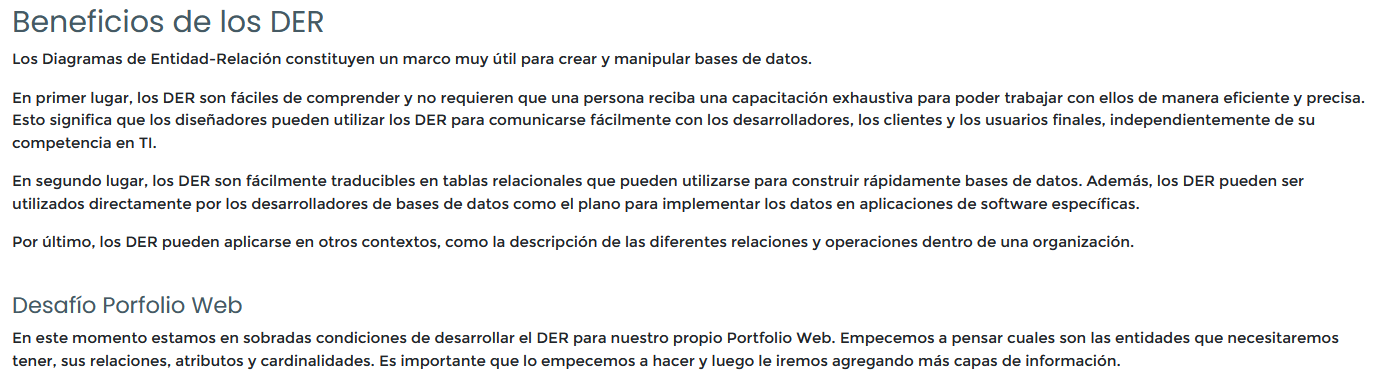 Beneficios de los DER
Los Diagramas de Entidad-Relación constituyen un marco muy útil para crear y manipular bases de datos.
En primer lugar, los DER son fáciles de comprender y no requieren que una persona reciba una capacitación exhaustiva para poder trabajar con ellos de manera eficiente y precisa.
Esto significa que los diseñadores pueden utilizar los DER para comunicarse fácilmente con los desarrolladores, los clientes y los usuarios finales, independientemente de su
competencia en TI.
En segundo lugar, los DER son fácilmente traducibles en tablas relacionales que pueden utilizarse para construir rápidamente bases de datos. Además, los DER pueden ser
utilizados directamente por los desarrolladores de bases de datos como el plano para implementar los datos en aplicaciones de software específicas.
Por último, los DER pueden aplicarse en otros contextos, como la descripción de las diferentes relaciones y operaciones dentro de una organización.
Desafío Porfolio Web
En este momento estamos en sobradas condiciones de desarrollar el DER para nuestro propio Portfolio Web. Empecemos a pensar cuales son las entidades que necesitaremos
tener, sus relaciones, atributos y cardinalidades. Es importante que lo empecemos a hacer y luego le iremos agregando más capas de información.